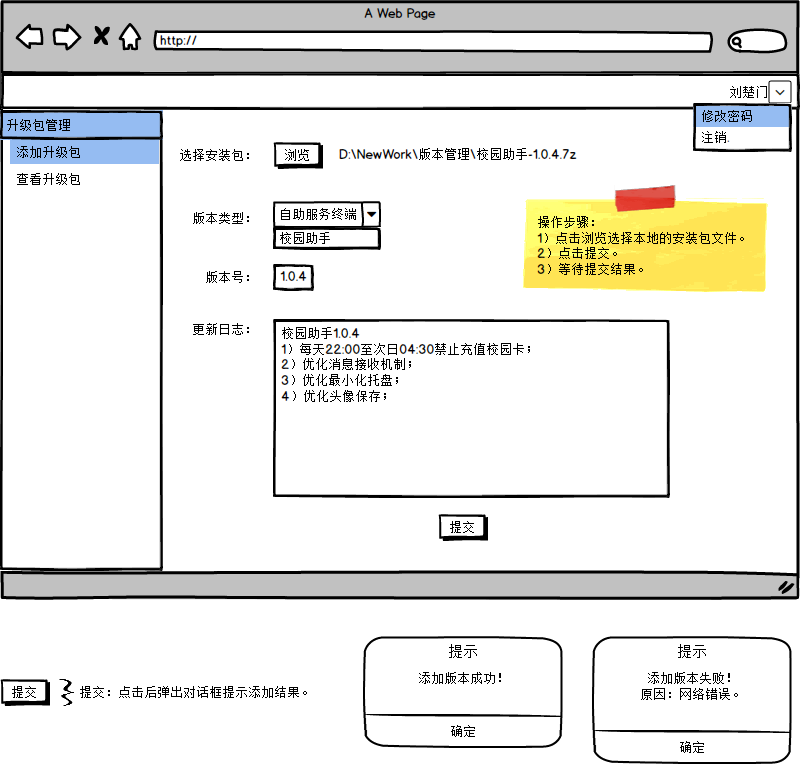 A Web Page
http://
刘楚门
修改密码
注销.
升级包管理
添加升级包
查看升级包
选择安装包：
浏览
D:\NewWork\版本管理\校园助手-1.0.4.7z
版本类型：
自助服务终端
校园助手
操作步骤：
1）点击浏览选择本地的安装包文件。
2）点击提交。
3）等待提交结果。
版本号：
1.0.4
更新日志：
校园助手1.0.4
1）每天22:00至次日04:30禁止充值校园卡；
2）优化消息接收机制；
3）优化最小化托盘；
4）优化头像保存；
提交
提交
提交：点击后弹出对话框提示添加结果。
提示
添加版本成功！
确定
提示
添加版本失败！
原因：网络错误。
确定